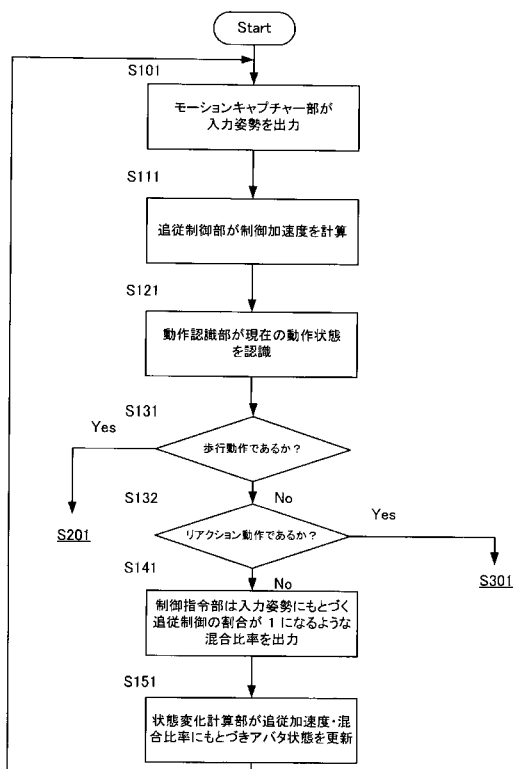 Start
S101
モーションキャプチャー部が
入力姿勢を出力
S111
追従制御部が制御加速度を計算
S121
動作認識部が現在の動作状態
を認識
S131
Yes
歩行動作であるか?
S132
No
Yes
S201
リアクション動作であるか?
S301
S141
No
制御指令部は入力姿勢にもとづく
追従制御の割合が 1 になるような
混合比率を出力
S151
状態変化計算部が追従加速度・混
合比率にもとづきアバタ状態を更新